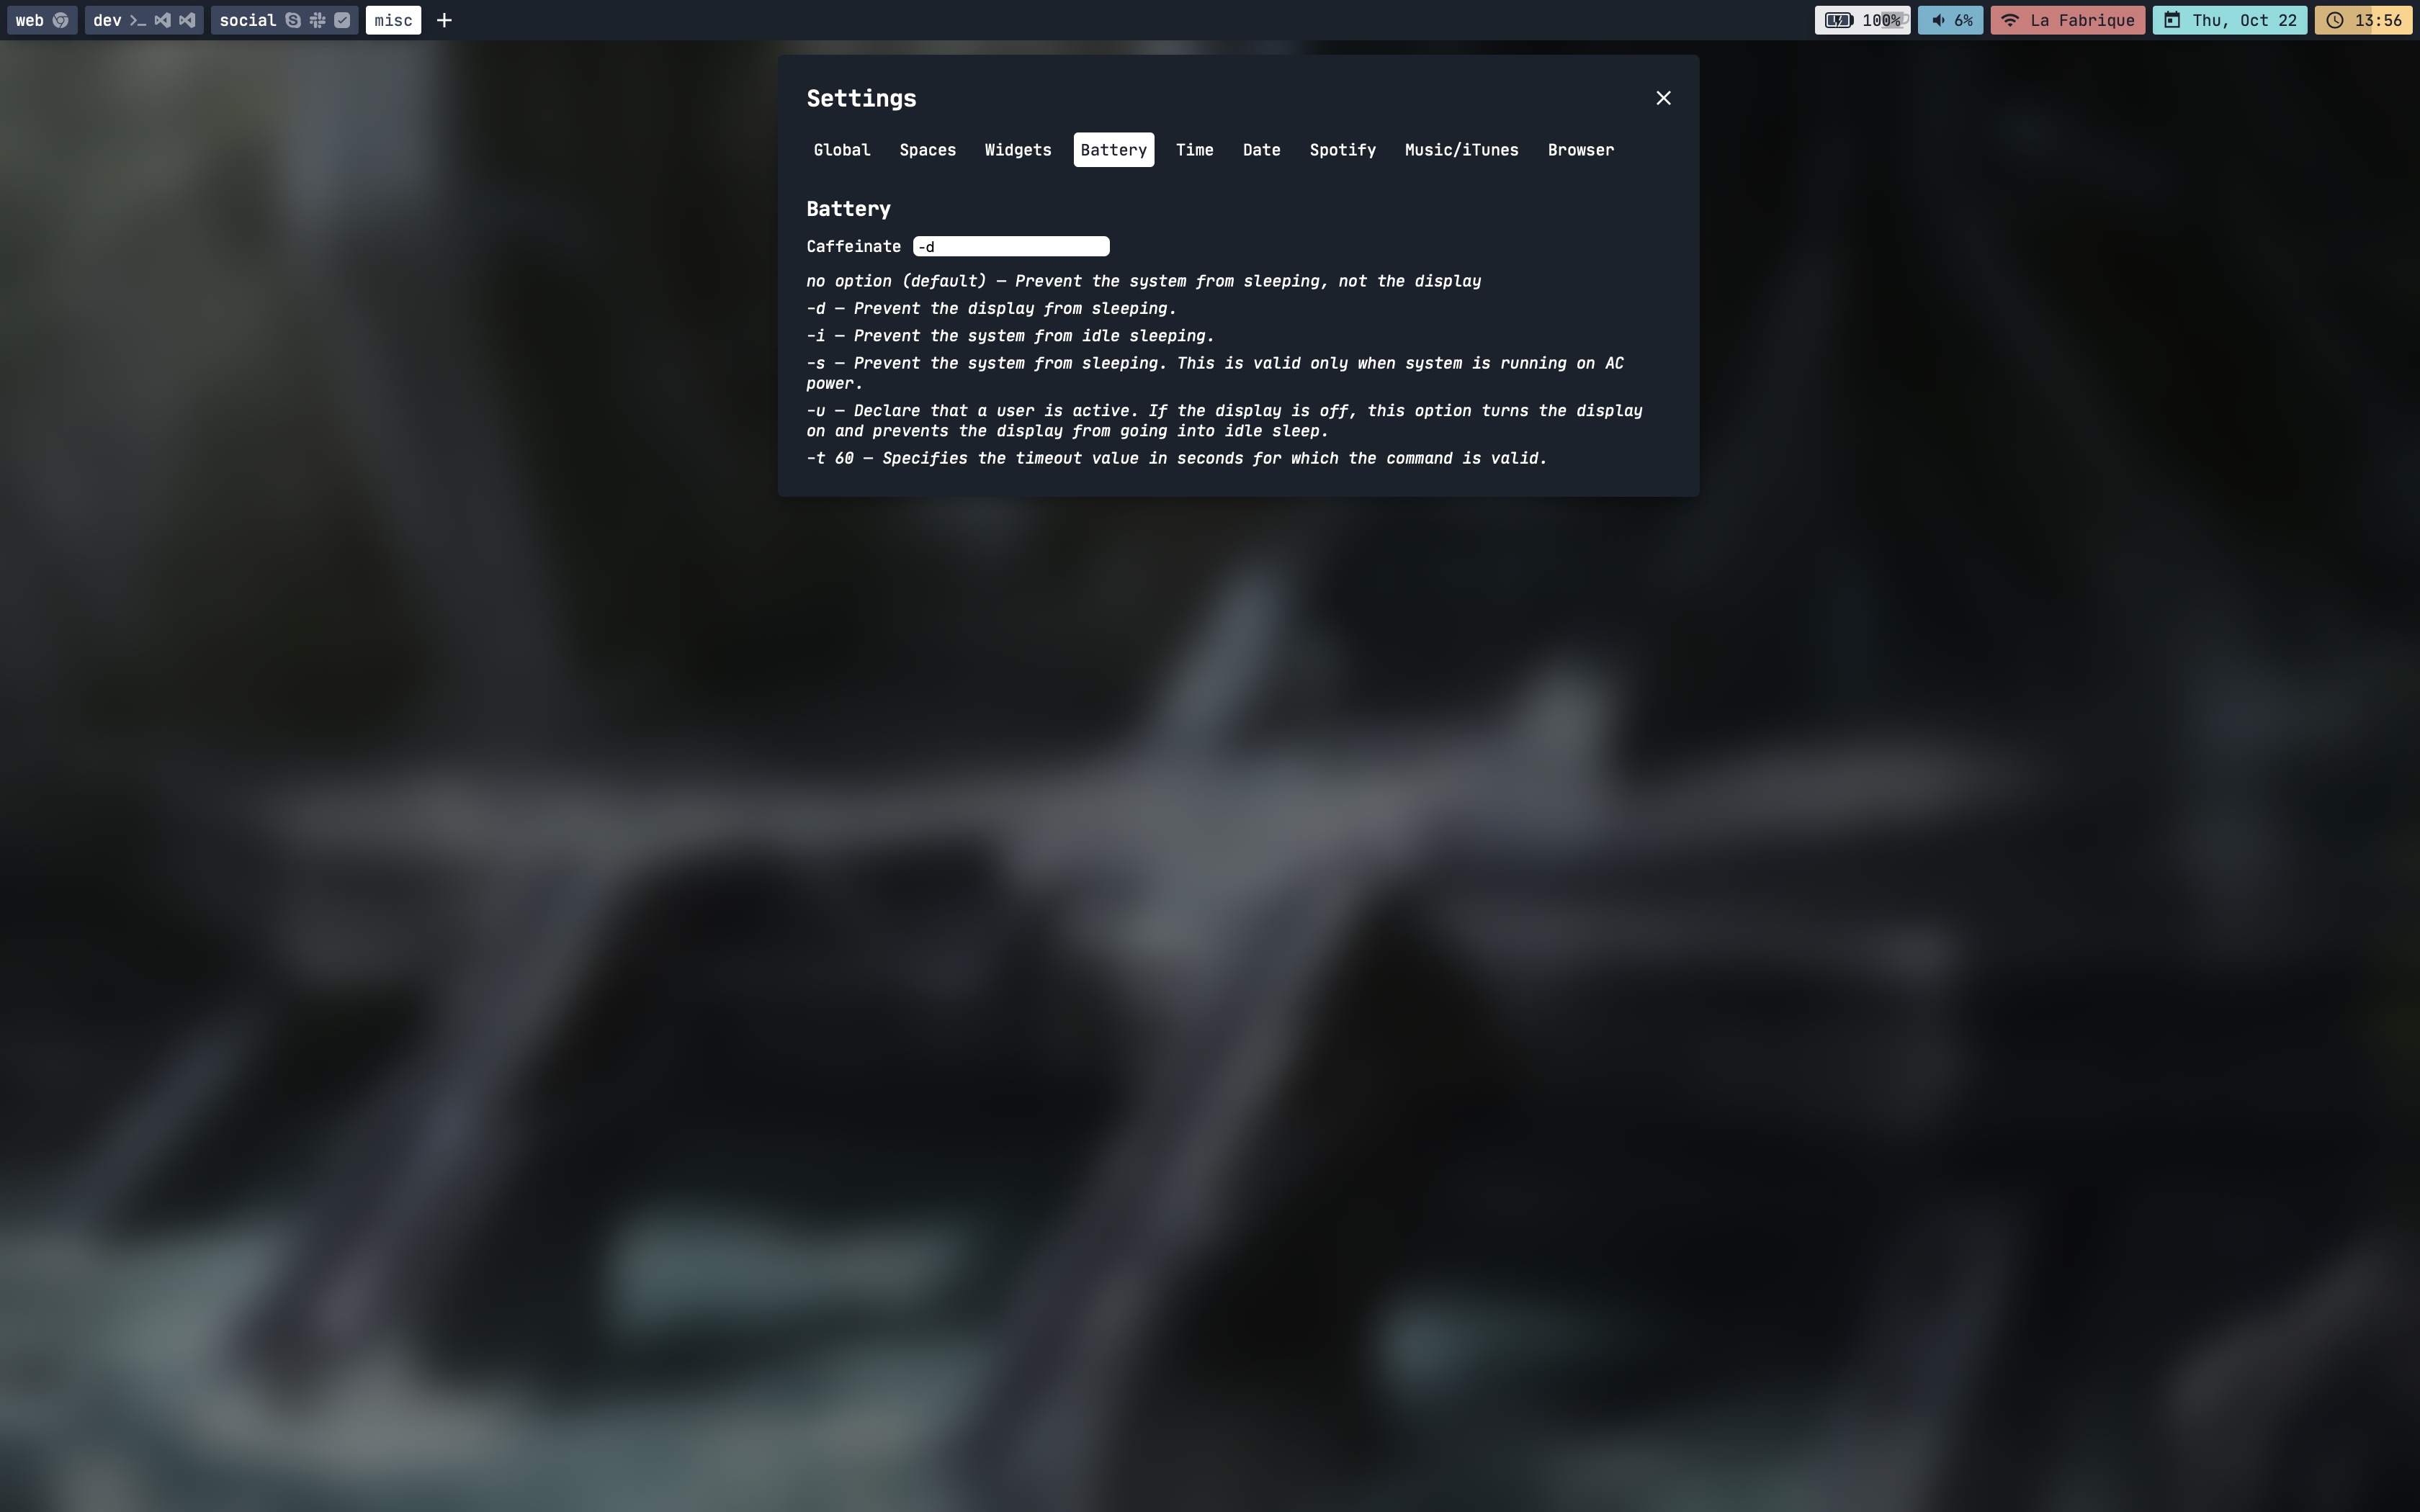 web dev social misc + 100% 6% La Fabrique Thu, Oct 22 13:56
Settings
Global Spaces Widgets Battery Time Date Spotify Music/iTunes Browser
Battery
Caffeinate -d
no option (default) — Prevent the system from sleeping, not the display
-d — Prevent the display from sleeping.
-i — Prevent the system from idle sleeping.
-s — Prevent the system from sleeping. This is valid only when system is running on AC
power.
-u — Declare that a user is active. If the display is off, this option turns the display
on and prevents the display from going into idle sleep.
-t 60 — Specifies the timeout value in seconds for which the command is valid.